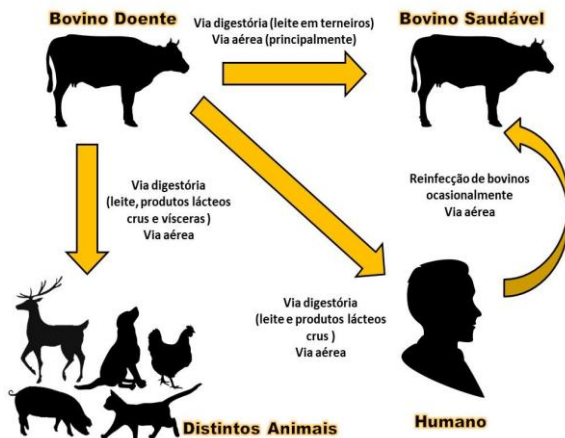 Bovino Doente
Via digestória (leite em terneiros)
Via aérea (principalmente)
Bovino Saudável
Via digestória
(leite, produtos lácteos
crus e vísceras )
Via aérea
Reinfecção de bovinos
ocasionalmente
Via aérea
Via digestória
(leite e produtos lácteos
crus )
Via aérea
Distintos Animais
Humano